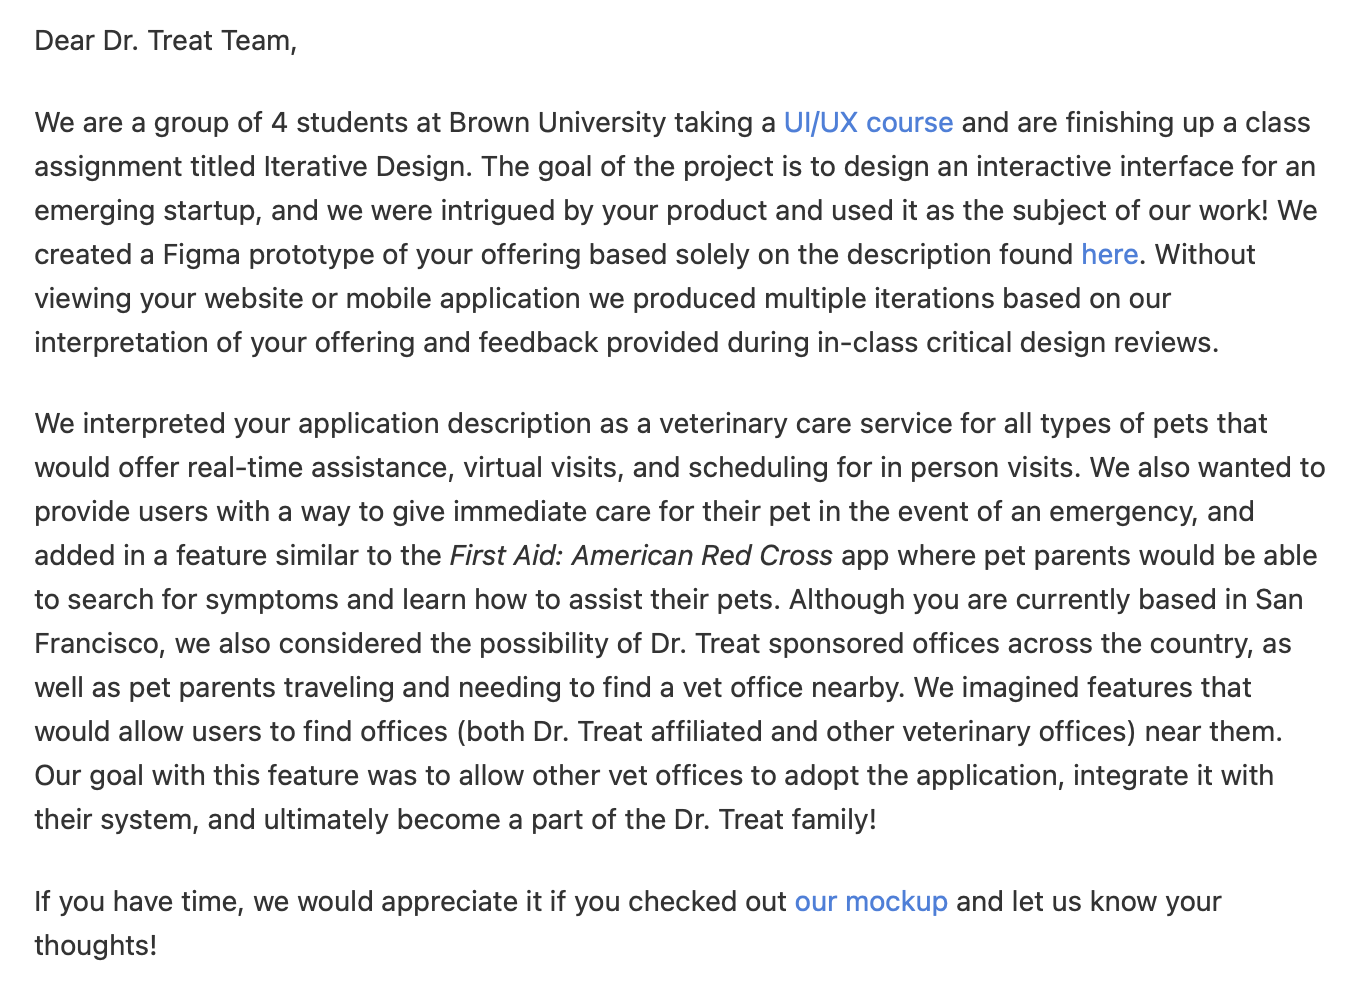 Dear Dr. Treat Team,
We are a group of 4 students at Brown University taking a UI/UX course and are finishing up a class
assignment titled Iterative Design. The goal of the project is to design an interactive interface for an
emerging startup, and we were intrigued by your product and used it as the subject of our work! We
created a Figma prototype of your offering based solely on the description found here. Without
viewing your website or mobile application we produced multiple iterations based on our
interpretation of your offering and feedback provided during in-class critical design reviews.
We interpreted your application description as a veterinary care service for all types of pets that
would offer real-time assistance, virtual visits, and scheduling for in person visits. We also wanted to
provide users with a way to give immediate care for their pet in the event of an emergency, and
added in a feature similar to the First Aid: American Red Cross app where pet parents would be able
to search for symptoms and learn how to assist their pets. Although you are currently based in San
Francisco, we also considered the possibility of Dr. Treat sponsored offices across the country, as
well as pet parents traveling and needing to find a vet office nearby. We imagined features that
would allow users to find offices (both Dr. Treat affiliated and other veterinary offices) near them.
Our goal with this feature was to allow other vet offices to adopt the application, integrate it with
their system, and ultimately become a part of the Dr. Treat family!
If you have time, we would appreciate it if you checked out our mockup and let us know your
thoughts!